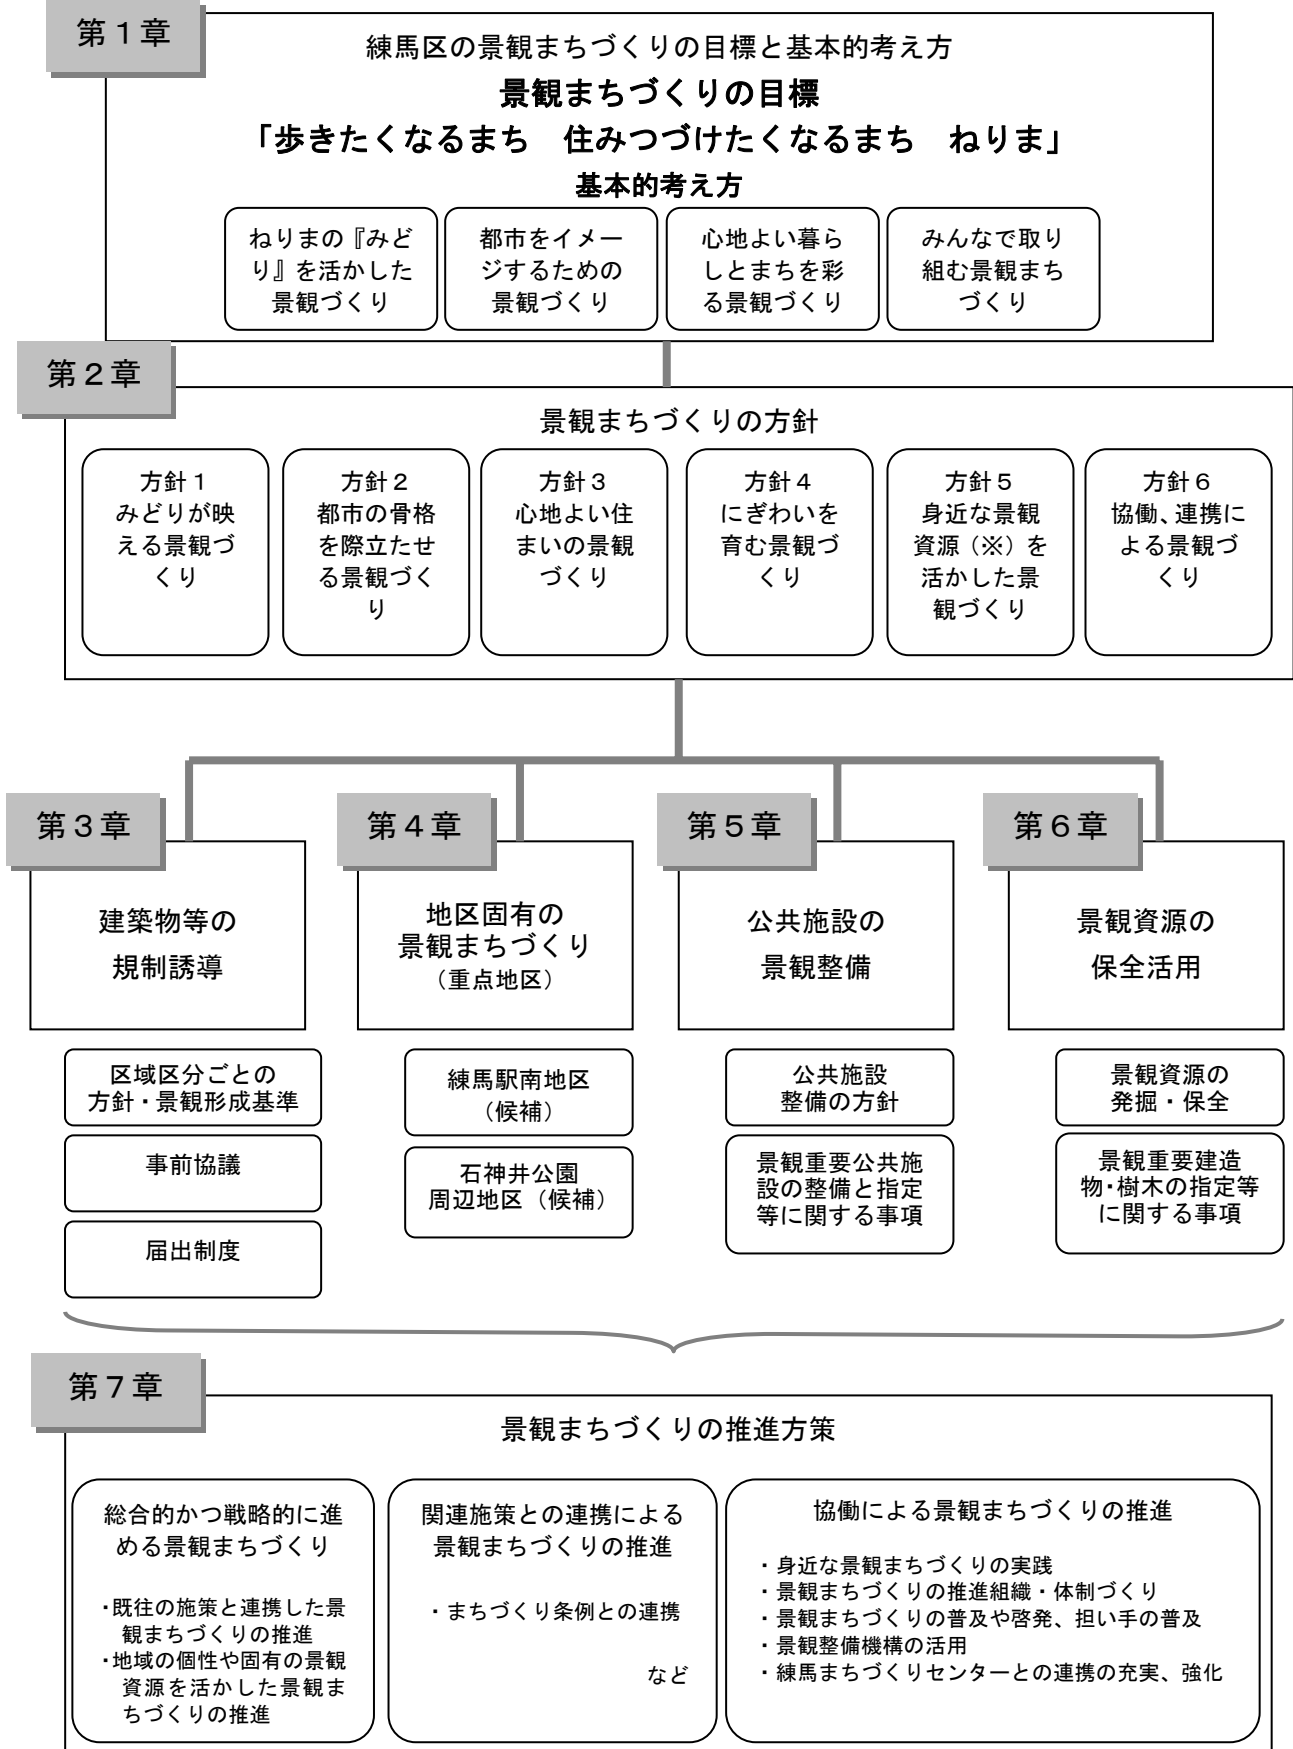 第１章
練馬区の景観まちづくりの目標と基本的考え方
景観まちづくりの目標
「歩きたくなるまち　住みつづけたくなるまち　ねりま」
基本的考え方
ねりまの『みど
り』を活かした
景観づくり
都市をイメー
ジするための
景観づくり
心地よい暮ら
しとまちを彩
る景観づくり
みんなで取り
組む景観まち
づくり
第２章
景観まちづくりの方針
方針１
みどりが映
える景観づ
くり
方針２
都市の骨格
を際立たせ
る景観づく
り
方針３
心地よい住
まいの景観
づくり
方針４
にぎわいを
育む景観づ
くり
方針５
身近な景観
資源（※）を
活かした景
観づくり
方針６
協働、連携に
よる景観づ
くり
第３章
建築物等の
規制誘導
区域区分ごとの
方針・景観形成基準
事前協議
届出制度
第４章
地区固有の
景観まちづくり
（重点地区）
練馬駅南地区
（候補）
石神井公園
周辺地区（候補）
第５章
公共施設の
景観整備
公共施設
整備の方針
景観重要公共施
設の整備と指定
等に関する事項
第６章
景観資源の
保全活用
景観資源の
発掘・保全
景観重要建造
物・樹木の指定等
に関する事項
第７章
景観まちづくりの推進方策
総合的かつ戦略的に進
める景観まちづくり
・既往の施策と連携した景
観まちづくりの推進
・地域の個性や固有の景観
資源を活かした景観ま
ちづくりの推進
関連施策との連携による
景観まちづくりの推進
・まちづくり条例との連携
など
協働による景観まちづくりの推進
・身近な景観まちづくりの実践
・景観まちづくりの推進組織・体制づくり
・景観まちづくりの普及や啓発、担い手の普及
・景観整備機構の活用
・練馬まちづくりセンターとの連携の充実、強化